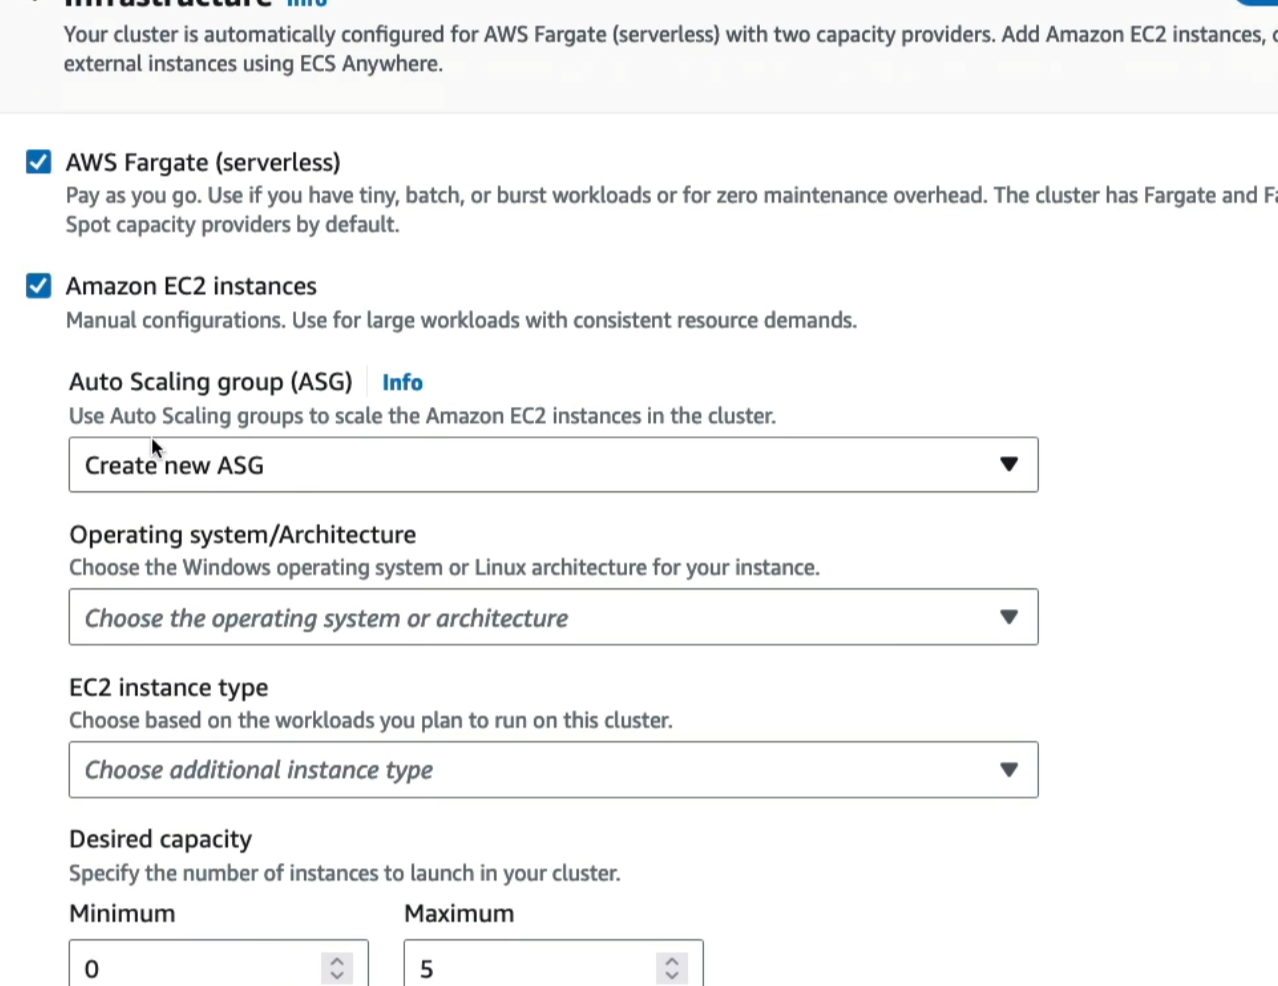 Infrastructure Info
Your cluster is automatically configured for AWS Fargate (serverless) with two capacity providers. Add Amazon EC2 instances,
external instances using ECS Anywhere.
AWS Fargate (serverless)
Pay as you go. Use if you have tiny, batch, or burst workloads or for zero maintenance overhead. The cluster has Fargate and
Spot capacity providers by default.
Amazon EC2 instances
Manual configurations. Use for large workloads with consistent resource demands.
Auto Scaling group (ASG) Info
Use Auto Scaling groups to scale the Amazon EC2 instances in the cluster.
Create new ASG
Operating system/Architecture
Choose the Windows operating system or Linux architecture for your instance.
Choose the operating system or architecture
EC2 instance type
Choose based on the workloads you plan to run on this cluster.
Choose additional instance type
Desired capacity
Specify the number of instances to launch in your cluster.
Minimum Maximum
0 5